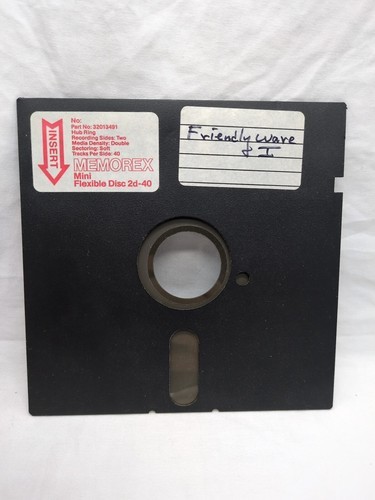 INSERT
No:
Part No: 32013491
Hub Ring
Recording Sides: Two
Media Density: Double
Sectoring: Soft
Tracks Per Side: 40
MEMOREX
Mini
Flexible Disc 2d-40
Friendly Ware
I